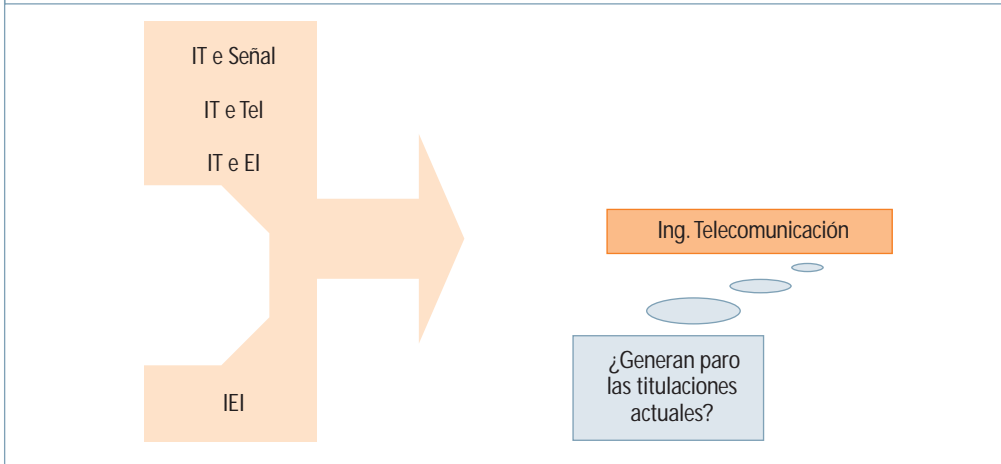 IT e Señal
IT e Tel
IT e EI
IEI
Ing. Telecomunicación
¿Generan paro
las titulaciones
actuales?